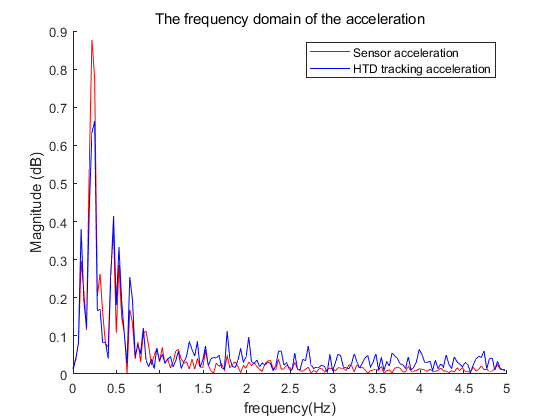 The frequency domain of the acceleration
Sensor acceleration
HTD tracking acceleration
Magnitude (dB)
0.9
0.8
0.7
0.6
0.5
0.4
0.3
0.2
0.1
0
0 0.5 1 1.5 2 2.5 3 3.5 4 4.5 5
frequency(Hz)